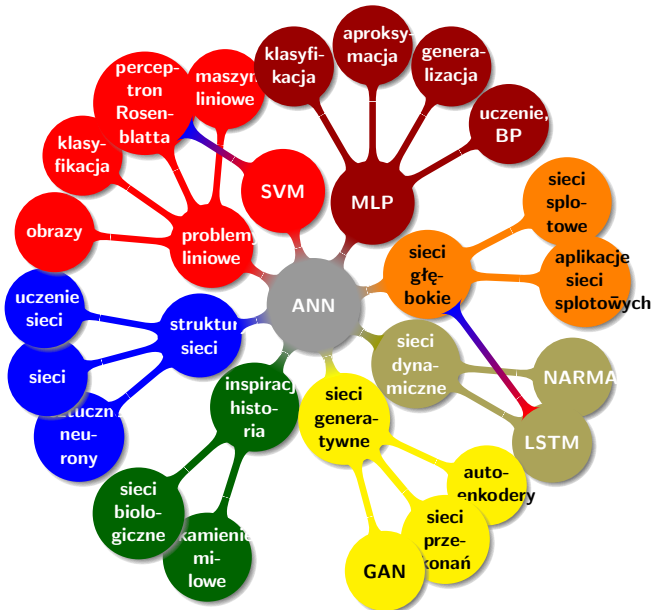 klasyfi-
kacja
aproksy-
macja
genera-
lizacja
uczenie,
BP
MLP
percep-
tron
Rosen-
blatta
maszyn
liniowe
klasy-
fikacja
obrazy
problemy
liniowe
SVM
sieci
splo-
towe
aplikacje
sieci
splotowych
sieci
głę-
bokie
ANN
uczenie
sieci
sieci
ztuczn
neu-
rony
struktur
sieci
inspiracj
histo-
ria
sieci
biolo-
giczne
kamienie
mi-
lowe
sieci
genera-
tywne
auto-
enkodery
sieci
prze-
konań
GAN
sieci
dyna-
miczne
NARMA
LSTM